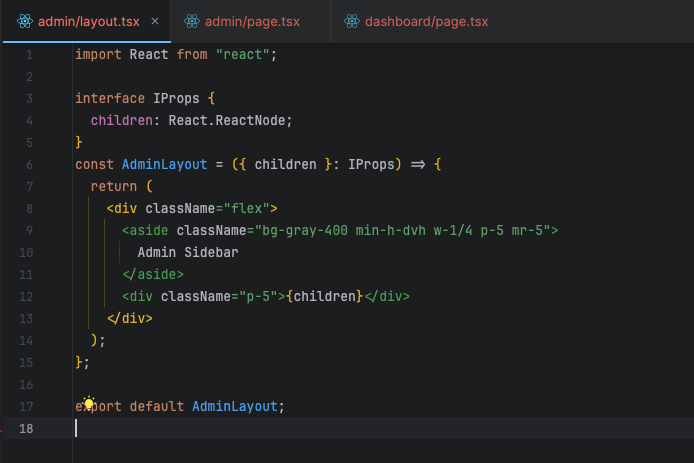 admin/layout.tsx × admin/page.tsx dashboard/page.tsx
1 import React from "react";
2
3 interface IProps {
4 children: React.ReactNode;
5 }
6 const AdminLayout = ({ children }: IProps) => {
7 return (
8 <div className="flex">
9 <aside className="bg-gray-400 min-h-dvh w-1/4 p-5 mr-5">
10 Admin Sidebar
11 </aside>
12 <div className="p-5">{children}</div>
13 </div>
14 );
15 };
16
17 export default AdminLayout;
18